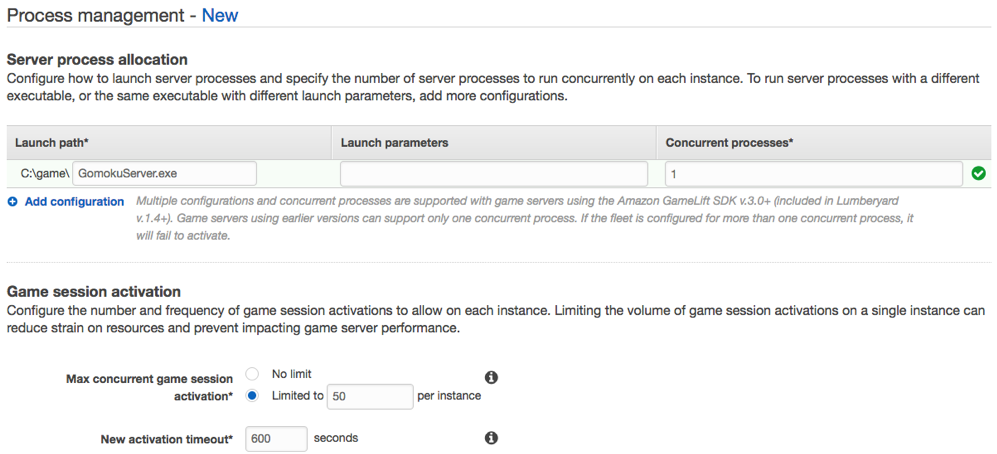 Process management - New
Server process allocation
Configure how to launch server processes and specify the number of server processes to run concurrently on each instance. To run server processes with a different
executable, or the same executable with different launch parameters, add more configurations.
Launch path* Launch parameters Concurrent processes*
C:\game\ GomokuServer.exe 1
Add configuration Multiple configurations and concurrent processes are supported with game servers using the Amazon GameLift SDK v.3.0+ (included in Lumberyard
v.1.4+). Game servers using earlier versions can support only one concurrent process. If the fleet is configured for more than one concurrent process, it
will fail to activate.
Game session activation
Configure the number and frequency of game session activations to allow on each instance. Limiting the volume of game session activations on a single instance can
reduce strain on resources and prevent impacting game server performance.
Max concurrent game session activation*
No limit
Limited to 50 per instance
New activation timeout* 600 seconds